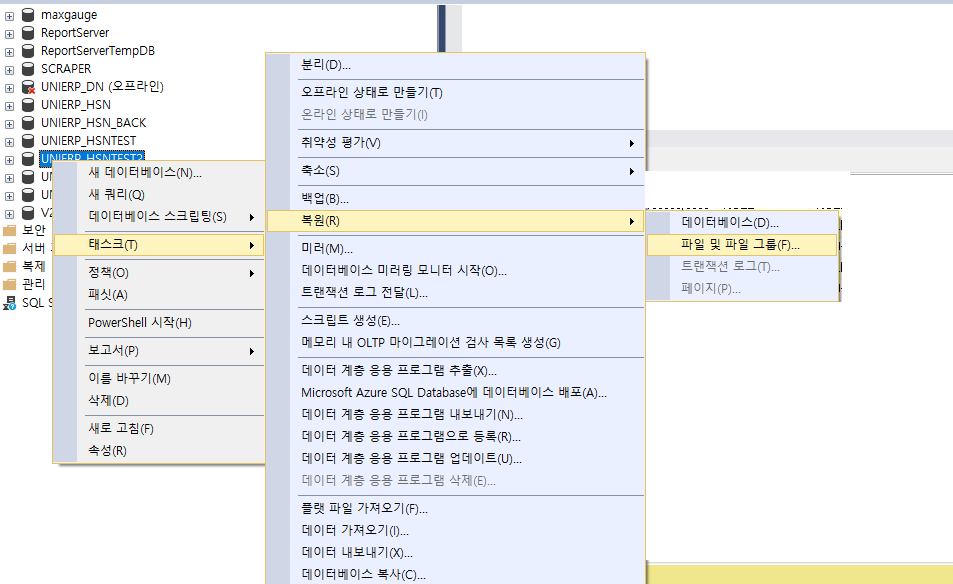 maxgauge
ReportServer
ReportServerTempDB
SCRAPER
UNIERP_DN (오프라인)
UNIERP_HSN
UNIERP_HSN_BACK
UNIERP_HSNTEST
UNIERP_HSNTEST2
보안
서버
복제
관리
SQL
새 데이터베이스(N)...
새 쿼리(Q)
데이터베이스 스크립팅(S)
태스크(T)
정책(O)
패싯(A)
PowerShell 시작(H)
보고서(P)
이름 바꾸기(M)
삭제(D)
새로 고침(F)
속성(R)
분리(D)...
오프라인 상태로 만들기(T)
온라인 상태로 만들기(I)
취약성 평가(V)
축소(S)
백업(B)...
복원(R)
미러(M)...
데이터베이스 미러링 모니터 시작(O)...
트랜잭션 로그 전달(L)...
스크립트 생성(E)...
메모리 내 OLTP 마이그레이션 검사 목록 생성(G)
데이터 계층 응용 프로그램 추출(X)...
Microsoft Azure SQL Database에 데이터베이스 배포(A)...
데이터 계층 응용 프로그램 내보내기(N)...
데이터 계층 응용 프로그램으로 등록(R)...
데이터 계층 응용 프로그램 업데이트(U)...
데이터 계층 응용 프로그램 삭제(E)...
플랫 파일 가져오기(F)...
데이터 가져오기(I)...
데이터 내보내기(X)...
데이터베이스 복사(C)...
데이터베이스(D)...
파일 및 파일 그룹(F)...
트랜잭션 로그(T)...
페이지(P)...